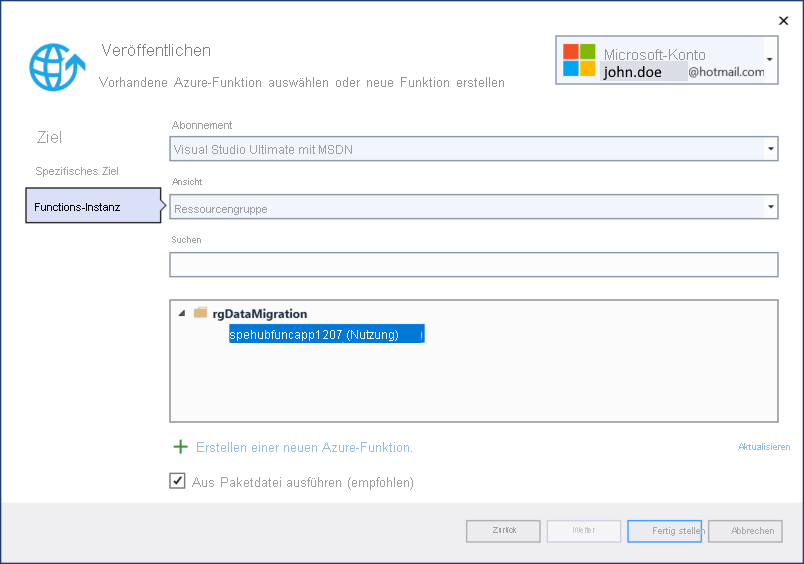 Veröffentlichen
Vorhandene Azure-Funktion auswählen oder neue Funktion erstellen
Microsoft-Konto
john.doe @hotmail.com
Ziel
Spezifisches Ziel
Functions-Instanz
Abonnement
Visual Studio Ultimate mit MSDN
Ansicht
Ressourcengruppe
Suchen
rgDataMigration
spehubfuncapp1207 (Nutzung)
Erstellen einer neuen Azure-Funktion.
Aktualisieren
Aus Paketdatei ausführen (empfohlen)
Zurück
Weiter
Fertig stellen
Abbrechen